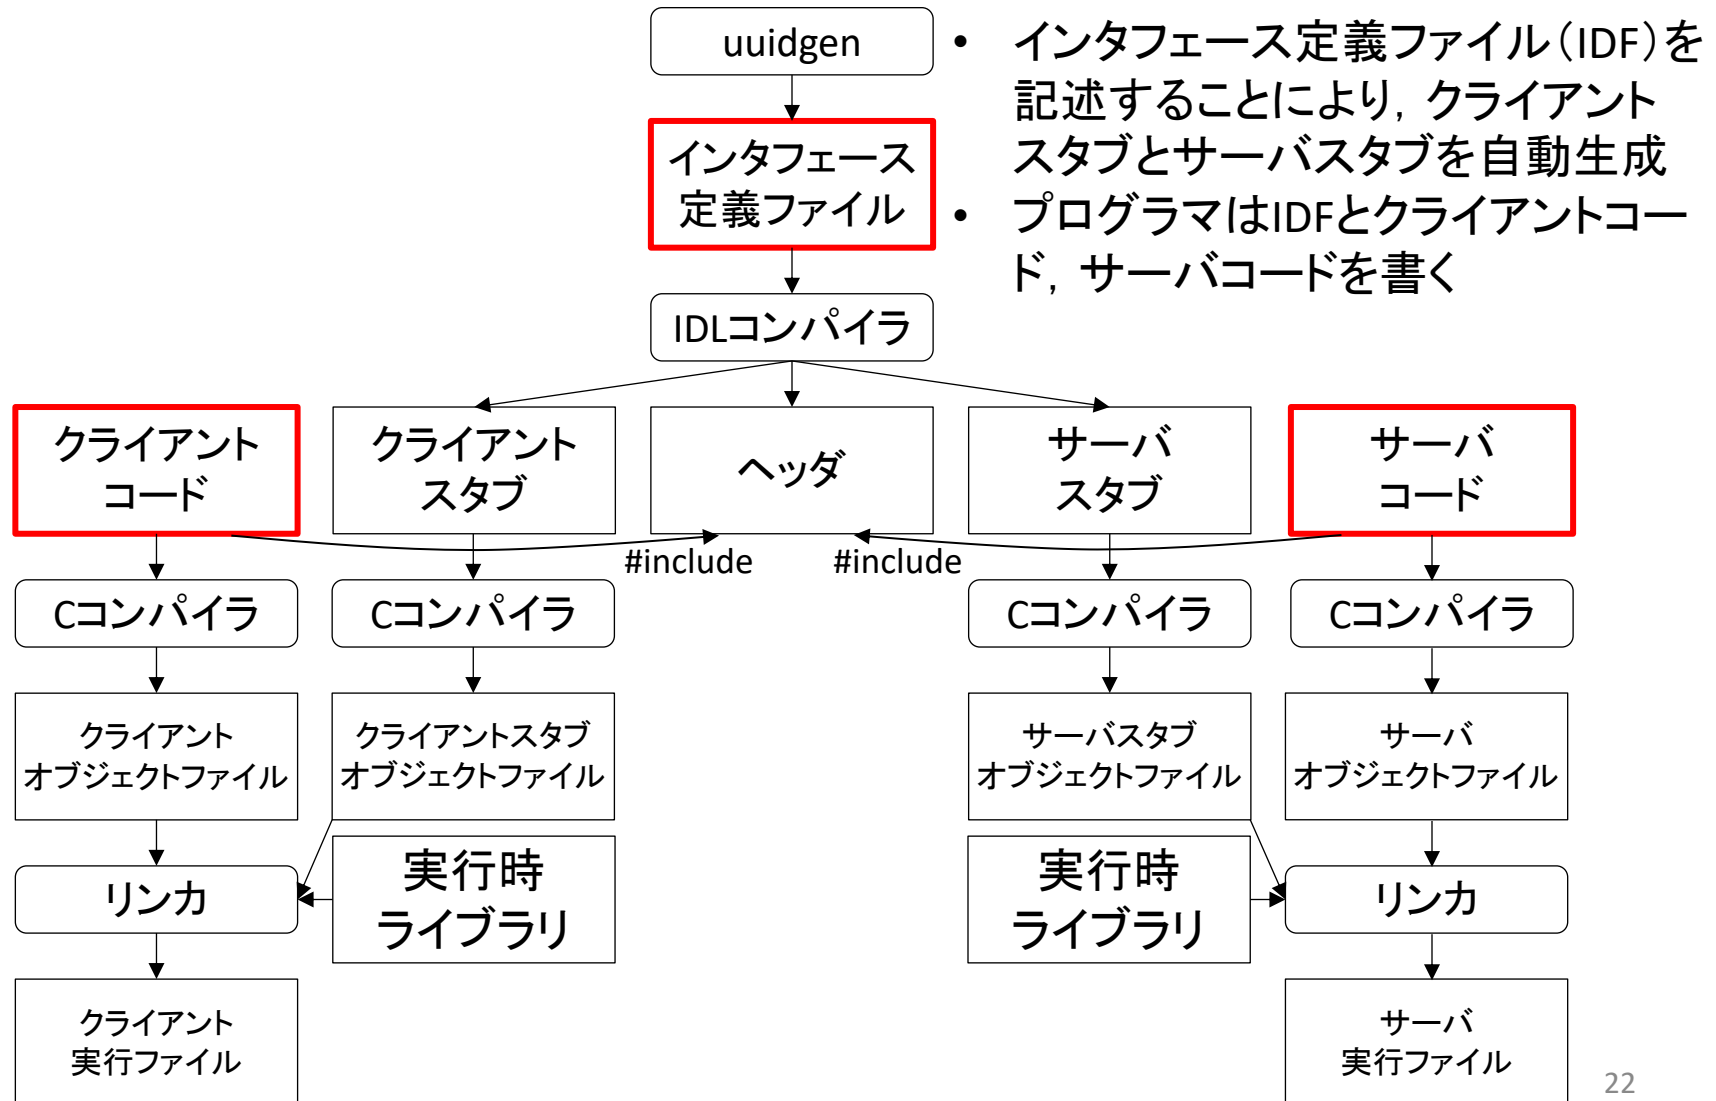 uuidgen
• インタフェース定義ファイル（IDF）を
記述することにより，クライアント
スタブとサーバスタブを自動生成
• プログラマはIDFとクライアントコー
ド，サーバコードを書く
インタフェース
定義ファイル
IDLコンパイラ
クライアント
コード
クライアント
スタブ
ヘッダ
サーバ
スタブ
サーバ
コード
#include
#include
Cコンパイラ
Cコンパイラ
Cコンパイラ
Cコンパイラ
クライアント
オブジェクトファイル
クライアントスタブ
オブジェクトファイル
サーバスタブ
オブジェクトファイル
サーバ
オブジェクトファイル
リンカ
実行時
ライブラリ
実行時
ライブラリ
リンカ
クライアント
実行ファイル
サーバ
実行ファイル
22